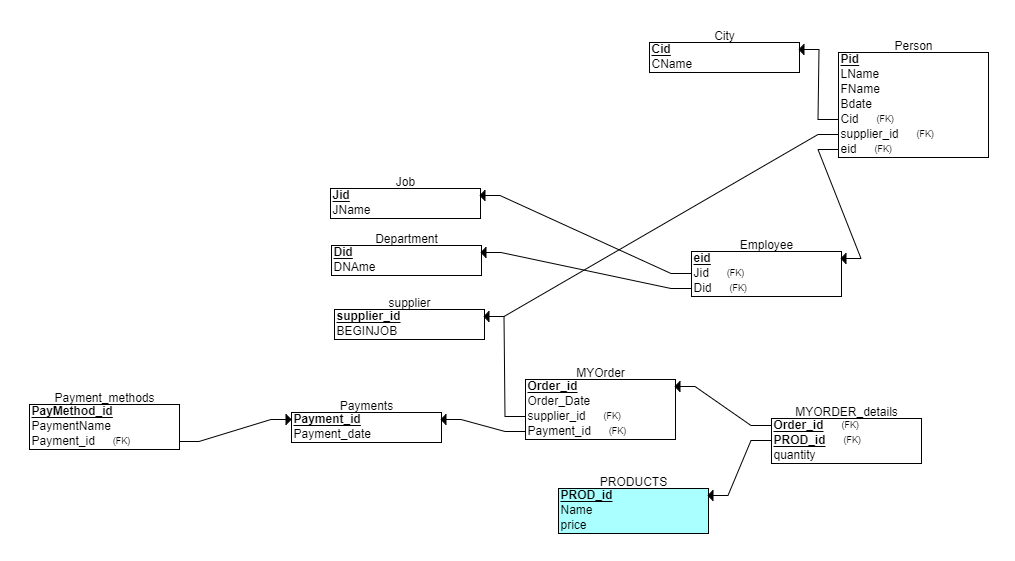 City
Cid
CName
Person
Pid
LName
FName
Bdate
Cid (FK)
supplier_id (FK)
eid (FK)
Job
Jid
JName
Department
Did
DNAme
Employee
eid
Jid (FK)
Did (FK)
supplier
supplier_id
BEGINJOB
MYOrder
Order_id
Order_Date
supplier_id (FK)
Payment_id (FK)
Payment_methods
PayMethod_id
PaymentName
Payment_id (FK)
Payments
Payment_id
Payment_date
MYORDER_details
Order_id (FK)
PROD_id (FK)
quantity
PRODUCTS
PROD_id
Name
price